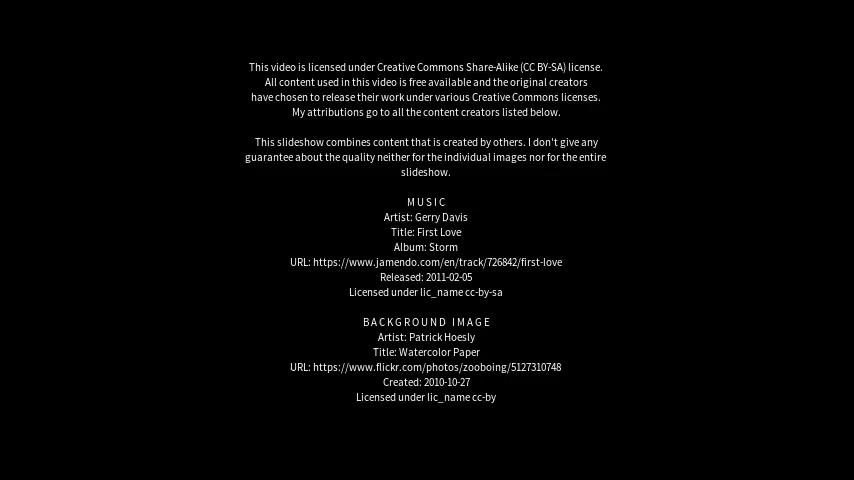 This video is licensed under Creative Commons Share-Alike (CC BY-SA) license.
All content used in this video is free available and the original creators
have chosen to release their work under various Creative Commons licenses.
My attributions go to all the content creators listed below.
This slideshow combines content that is created by others. I don't give any
guarantee about the quality neither for the individual images nor for the entire
slideshow.
MUSIC
Artist: Gerry Davis
Title: First Love
Album: Storm
URL: https://www.jamendo.com/en/track/726842/first-love
Released: 2011-02-05
Licensed under lic_name cc-by-sa
BACKGROUND IMAGE
Artist: Patrick Hoesly
Title: Watercolor Paper
URL: https://www.flickr.com/photos/zooboing/5127310748
Created: 2010-10-27
Licensed under lic_name cc-by